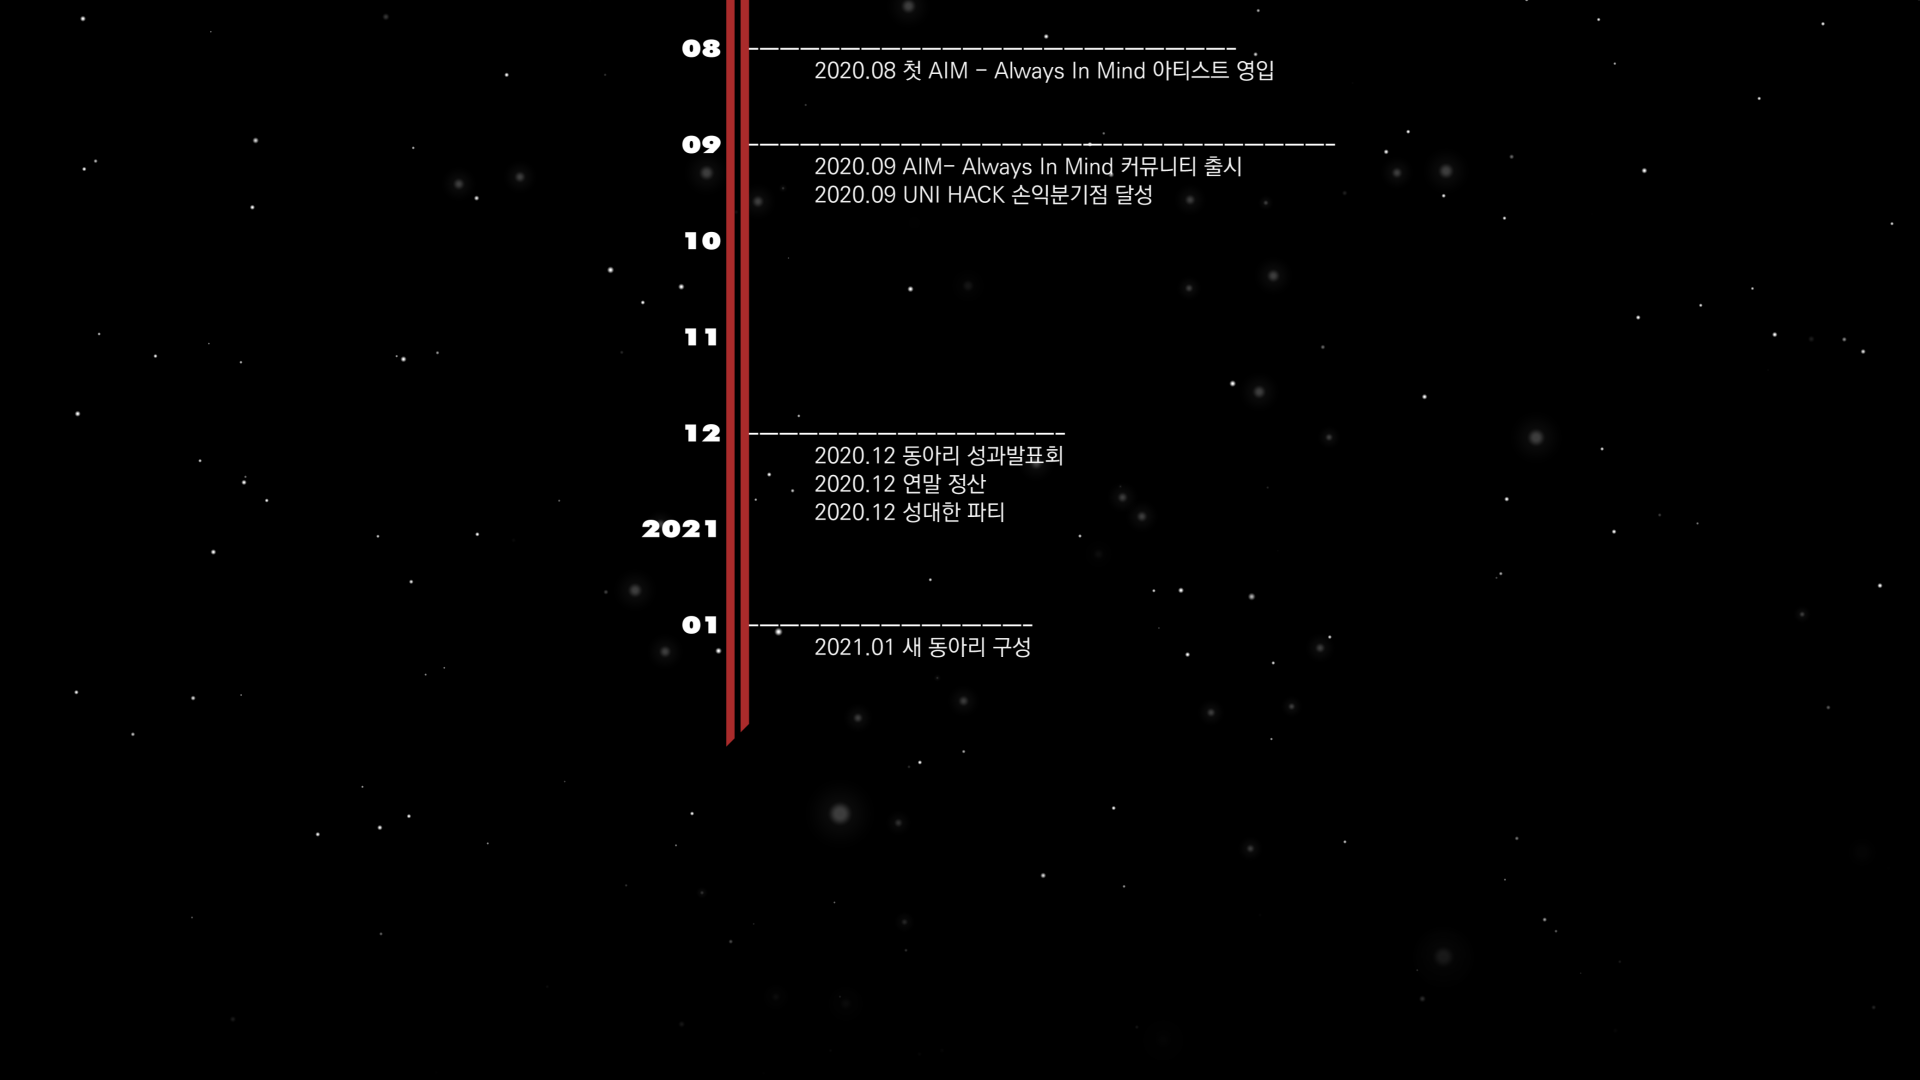 08
2020.08 첫 AIM - Always In Mind 아티스트 영입
09
2020.09 AIM- Always In Mind 커뮤니티 출시
2020.09 UNI HACK 손익분기점 달성
10
11
12
2020.12 동아리 성과발표회
2020.12 연말 정산
2020.12 성대한 파티
2021
01
2021.01 새 동아리 구성